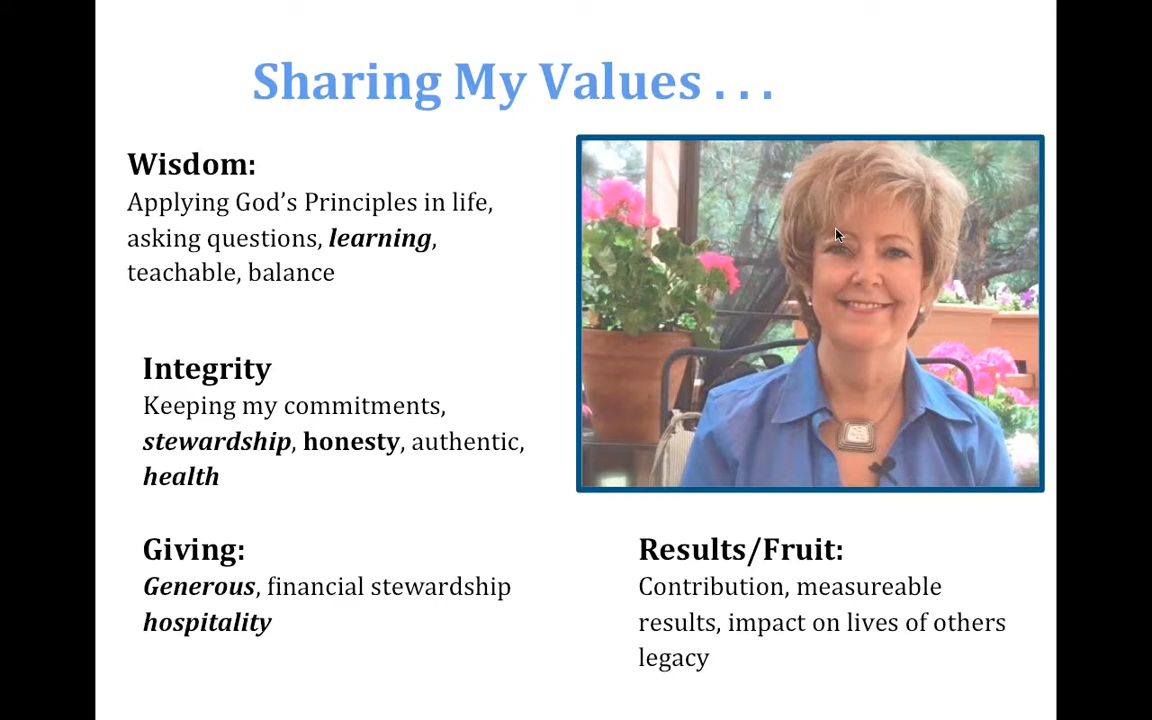 Sharing My Values . . .
Wisdom:
Applying God’s Principles in life,
asking questions, learning,
teachable, balance
Integrity
Keeping my commitments,
stewardship, honesty, authentic,
health
Giving:
Generous, financial stewardship
hospitality
Results/Fruit:
Contribution, measureable
results, impact on lives of others
legacy